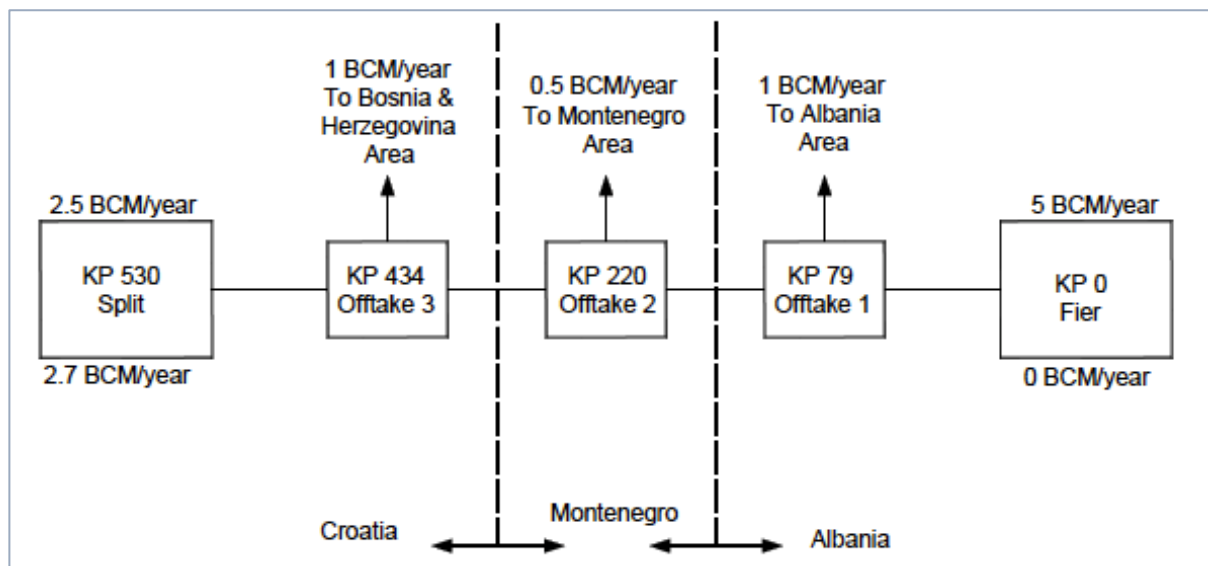 1 BCM/year
To Bosnia &
Herzegovina
Area
0.5 BCM/year
To Montenegro
Area
1 BCM/year
To Albania
Area
2.5 BCM/year
KP 530
Split
2.7 BCM/year
KP 434
Offtake 3
KP 220
Offtake 2
KP 79
Offtake 1
5 BCM/year
KP 0
Fier
0 BCM/year
Croatia
Montenegro
Albania